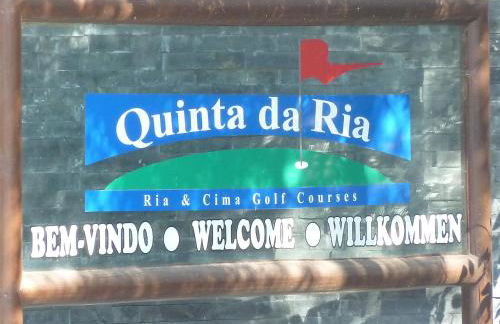 Quinta da Ria
Ria & Cima Golf Courses
BEM-VINDO ● WELCOME ● WILLKOMMEN